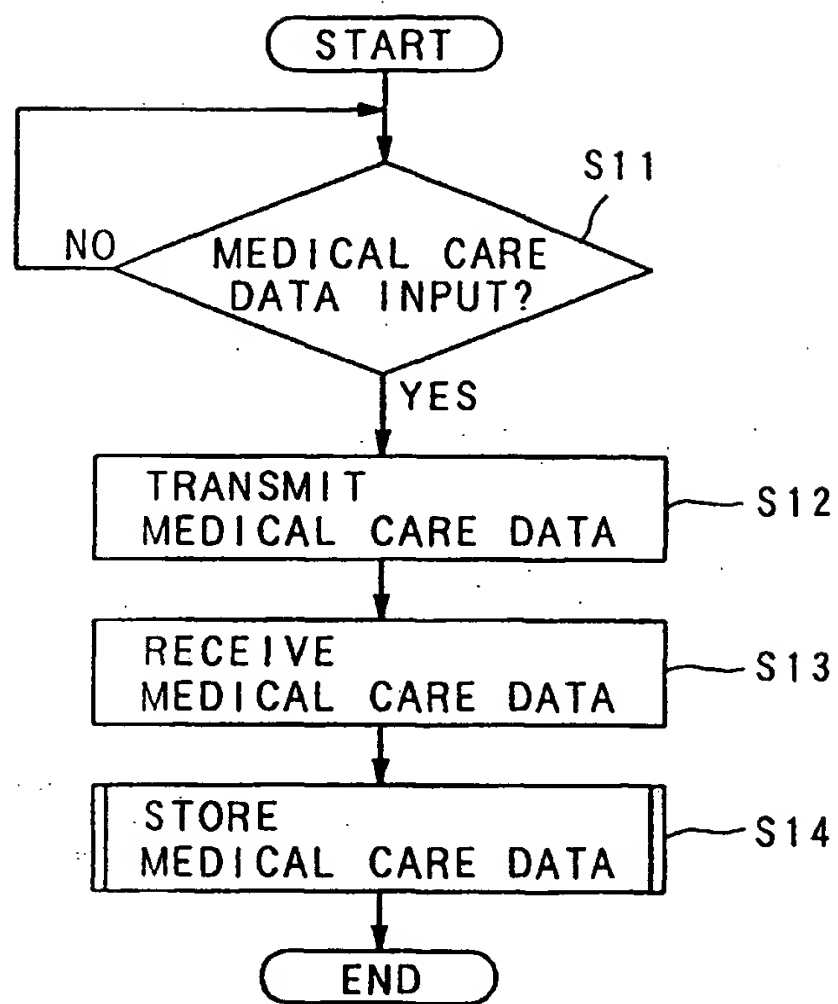 START
S11
NO
MEDICAL CARE
DATA INPUT?
YES
TRANSMIT
MEDICAL CARE DATA
S12
RECEIVE
MEDICAL CARE DATA
S13
STORE
MEDICAL CARE DATA
S14
END